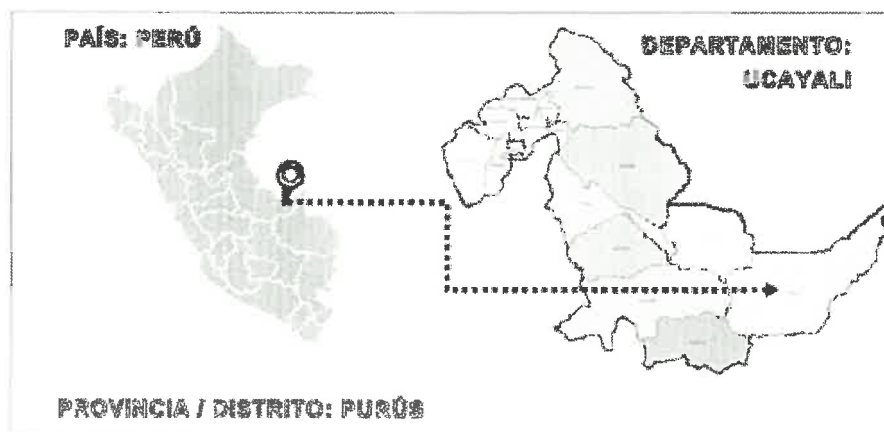 PAÍS: PERÚ
DEPARTAMENTO:
UCAYALI
PROVINCIA / DISTRITO: PURÚS